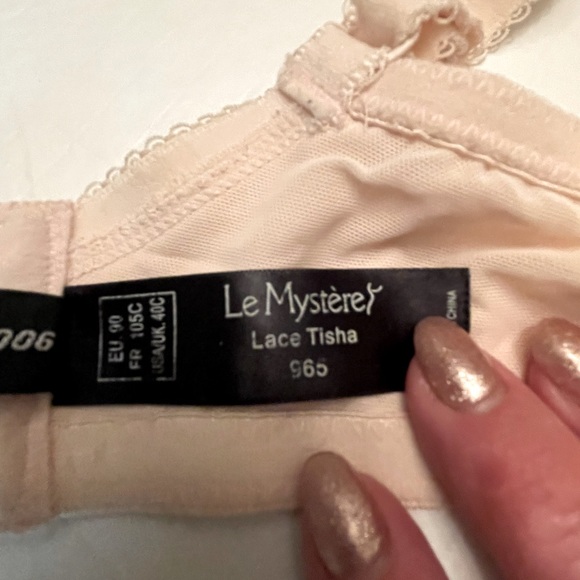 006
EU. 90
FR 105C
USA/UK. 40C
Le Mystère
Lace Tisha
965
CHINA